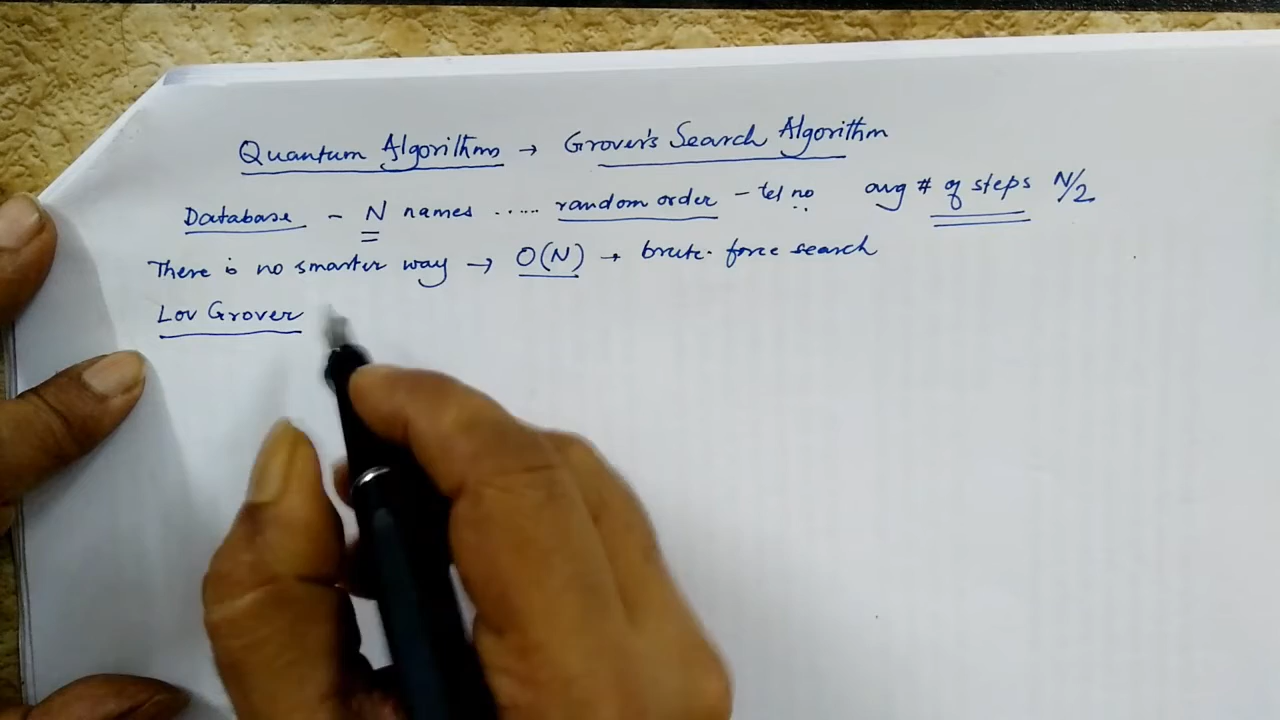 Quantum Algorithms → Grover's Search Algorithm
Database - N names ...... random order - tel no avg # of steps N/2
There is no smarter way → O(N) → brute-force search
Lov Grover